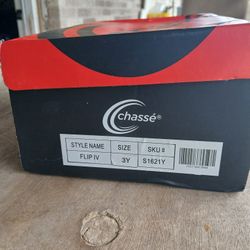 chassé®
STYLE NAME SIZE SKU #
FLIP IV 3Y S1621Y